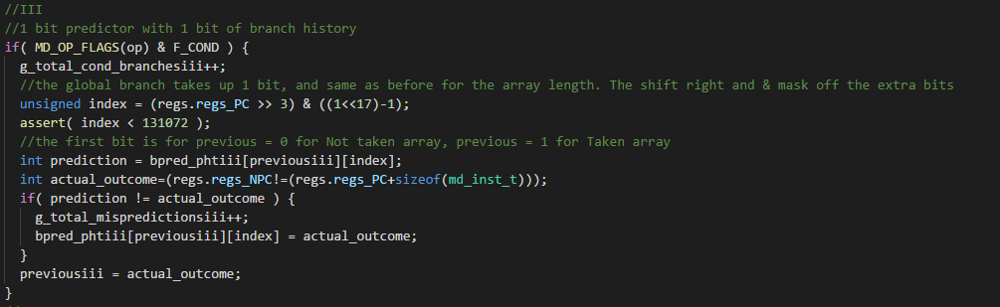 //III
//1 bit predictor with 1 bit of branch history
if( MD_OP_FLAGS(op) & F_COND ) {
g_total_cond_branchesiii++;
//the global branch takes up 1 bit, and same as before for the array length. The shift right and & mask off the extra bits
unsigned index = (regs.regs_PC >> 3) & ((1<<17)-1);
assert( index < 131072 );
//the first bit is for previous = 0 for Not taken array, previous = 1 for Taken array
int prediction = bpred_phtiii[previousiii][index];
int actual_outcome=(regs.regs_NPC!=(regs.regs_PC+sizeof(md_inst_t)));
if( prediction != actual_outcome ) {
g_total_mispredictionsiii++;
bpred_phtiii[previousiii][index] = actual_outcome;
}
previousiii = actual_outcome;
}